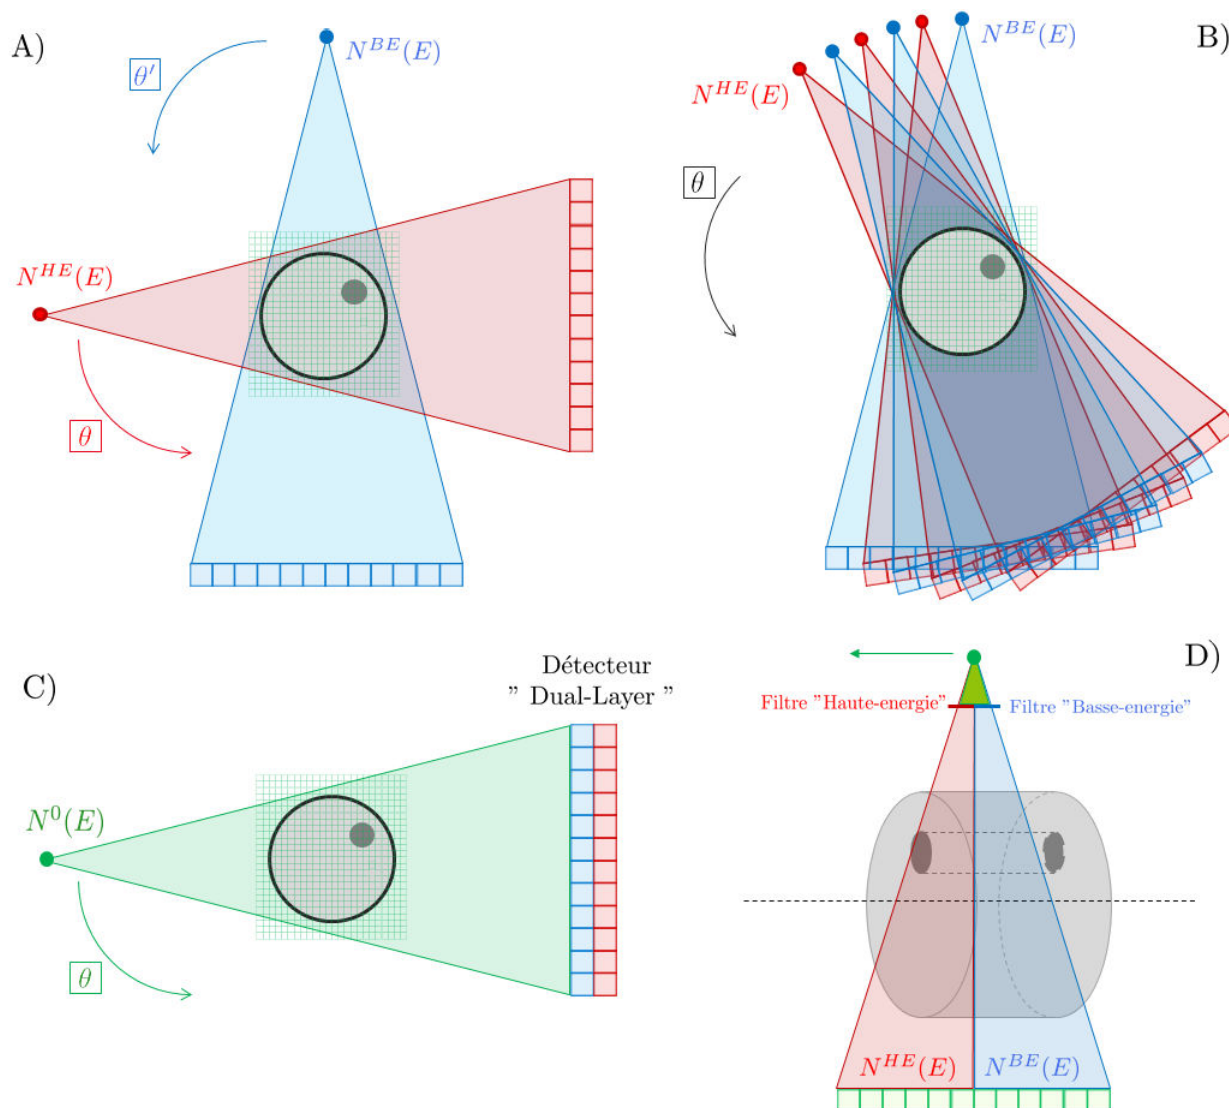 A)
θ′
N^{BE}(E)
N^{HE}(E)
θ
B)
N^{BE}(E)
N^{HE}(E)
θ
C)
Détecteur
" Dual-Layer "
N^0(E)
θ
D)
Filtre "Haute-energie"
Filtre "Basse-energie"
N^{HE}(E)
N^{BE}(E)